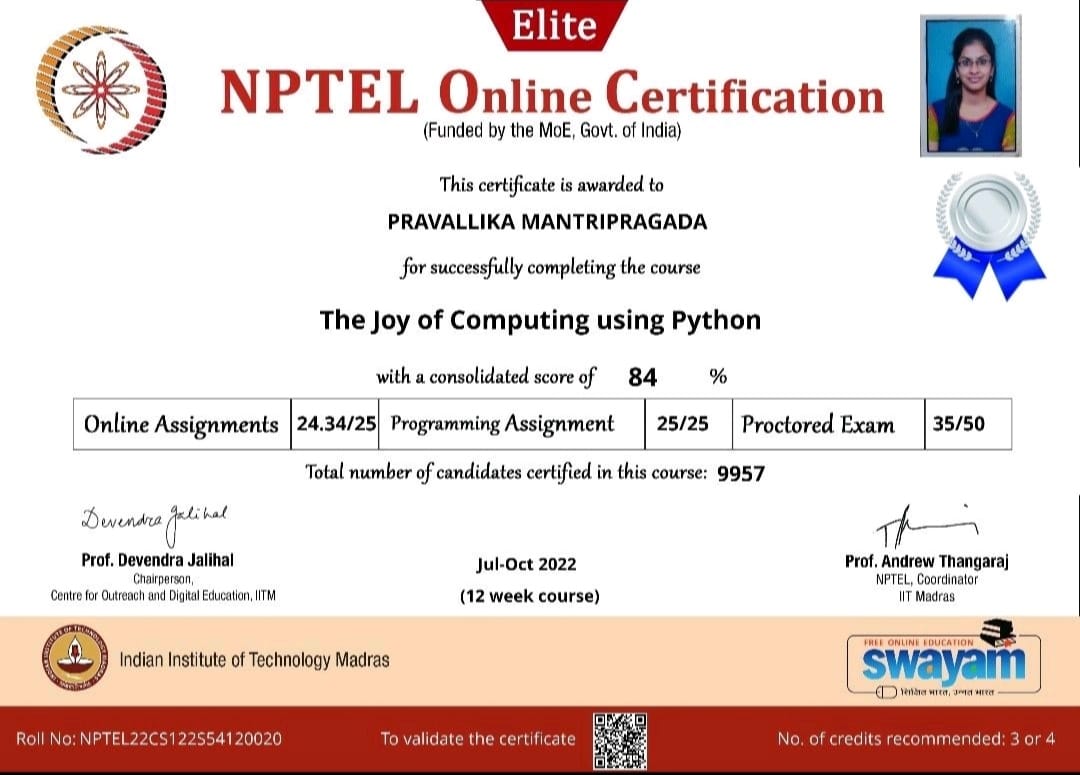 Elite
NPTEL Online Certification
(Funded by the MoE, Govt. of India)
This certificate is awarded to
PRAVALLIKA MANTRIPRAGADA
for successfully completing the course
The Joy of Computing using Python
with a consolidated score of 84 %
Online Assignments 24.34/25 Programming Assignment 25/25 Proctored Exam 35/50
Total number of candidates certified in this course: 9957
Devendra Jalihal
Prof. Devendra Jalihal
Chairperson,
Centre for Outreach and Digital Education, IITM
Jul-Oct 2022
(12 week course)
Prof. Andrew Thangaraj
NPTEL, Coordinator
IIT Madras
Indian Institute of Technology Madras
FREE ONLINE EDUCATION
swayam
शिक्षित भारत, उन्नत भारत
Roll No: NPTEL22CS122S54120020
To validate the certificate
No. of credits recommended: 3 or 4